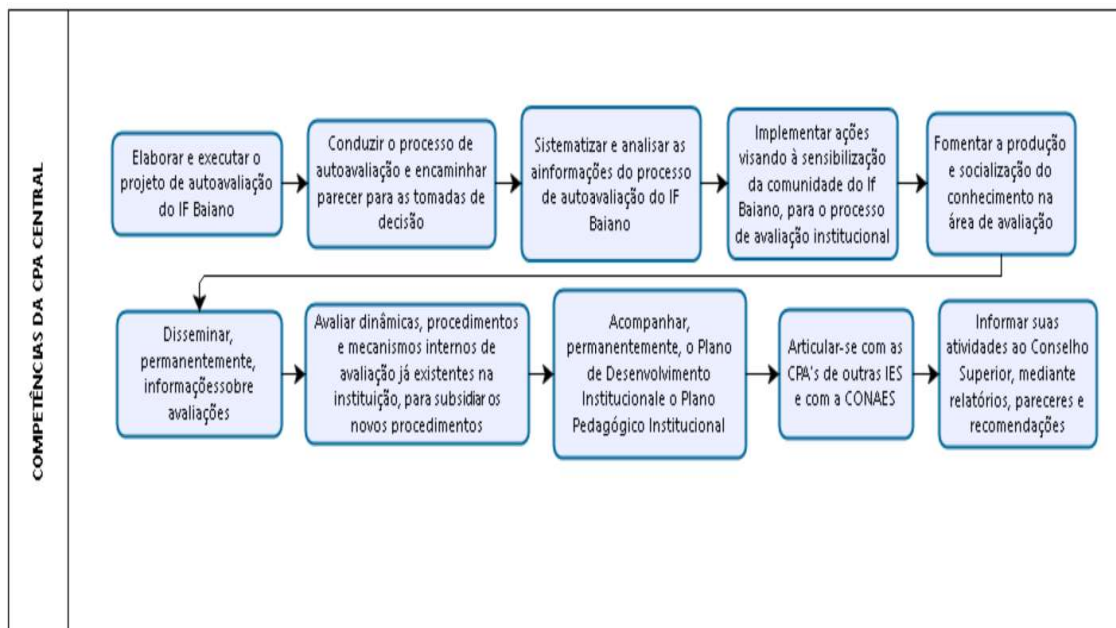 COMPETÊNCIAS DA CPA CENTRAL
Elaborar e executar o
projeto de autoavaliação
do IF Baiano
Conduzir o processo de
autoavaliação e encaminhar
parecer para as tomadas de
decisão
Sistematizar e analisar as
ainformações do processo
de autoavaliação do IF
Baiano
Implementar ações
visando à sensibilização
da comunidade do If
Baiano, para o processo
de avaliação institucional
Fomentar a produção
e socialização do
conhecimento na
área de avaliação
Disseminar,
permanentemente,
informaçõessobre
avaliações
Avaliar dinâmicas, procedimentos
e mecanismos internos de
avaliação já existentes na
instituição, para subsidiar os
novos procedimentos
Acompanhar,
permanentemente, o Plano
de Desenvolvimento
Institucionale o Plano
Pedagógico Institucional
Articular-se com as
CPA's de outras IES
e com a CONAES
Informar suas
atividades ao Conselho
Superior, mediante
relatórios, pareceres e
recomendações